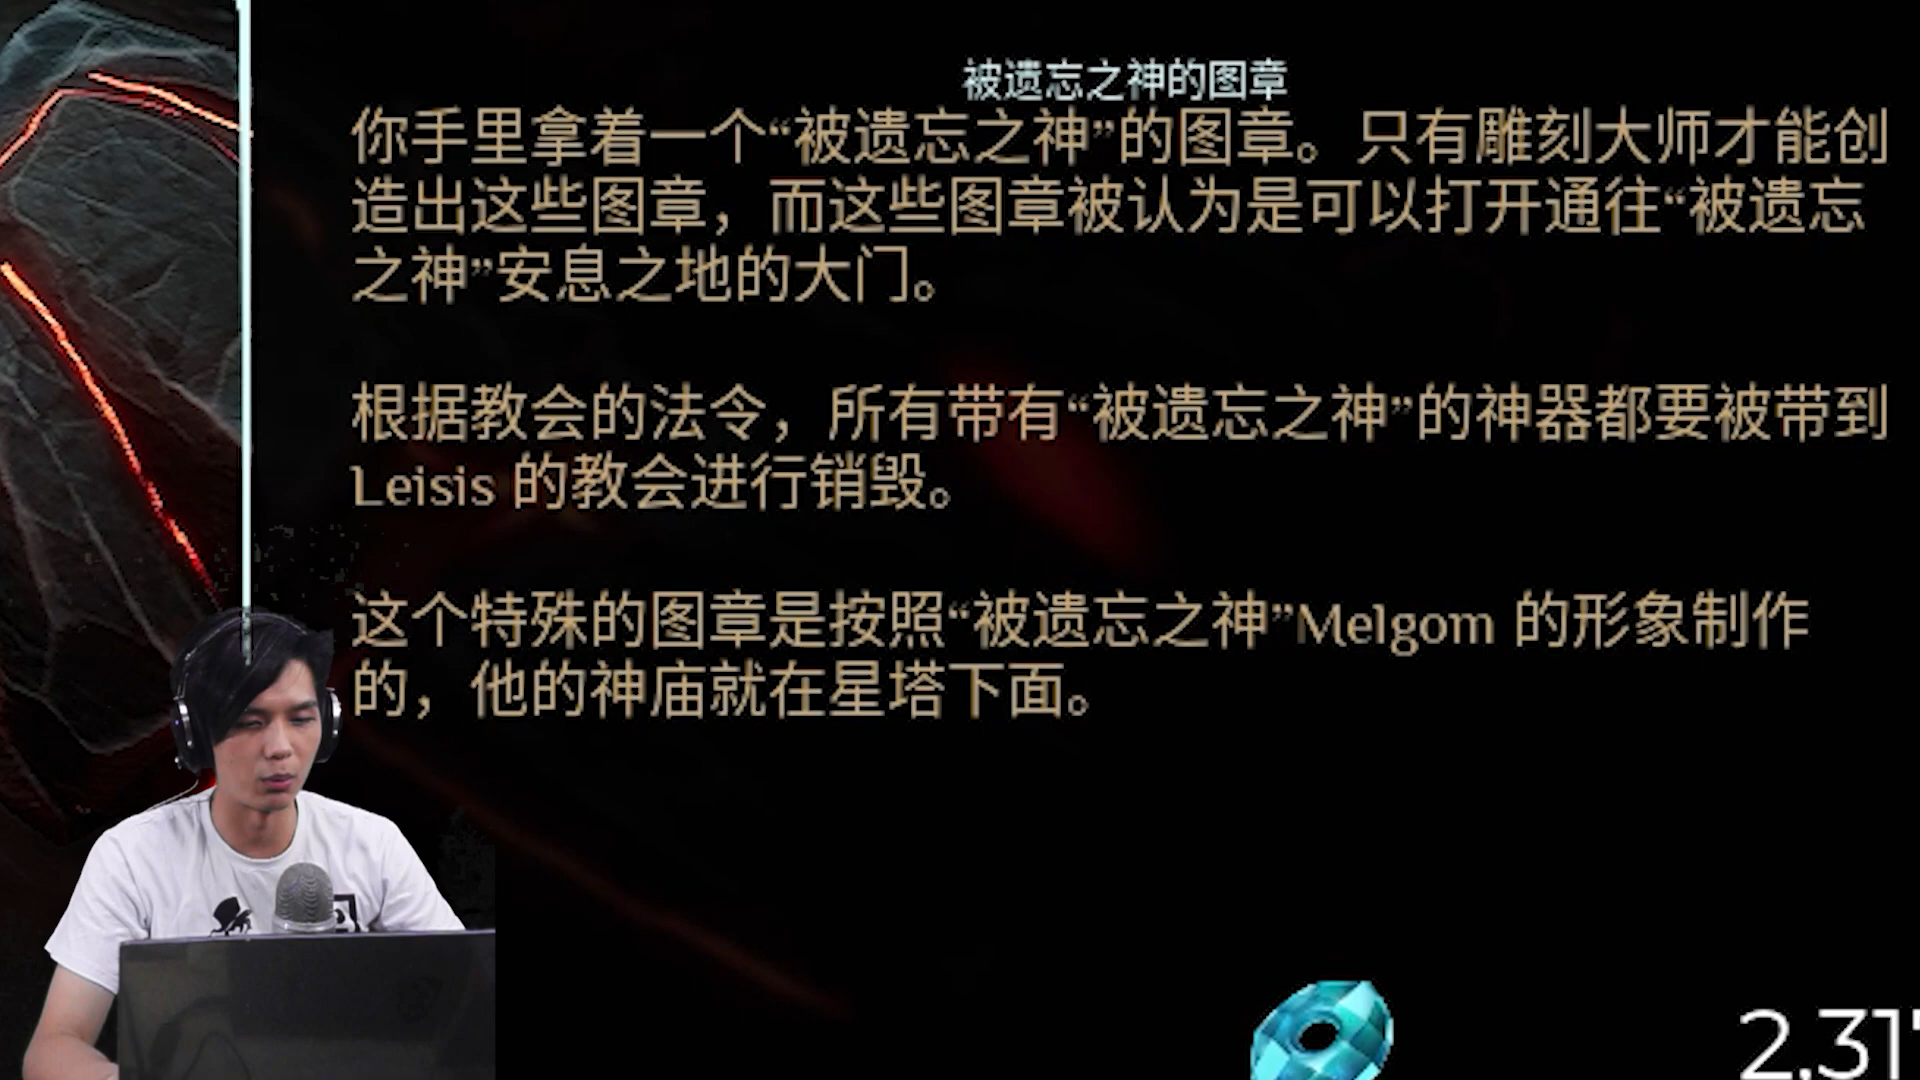 被遗忘之神的图章
你手里拿着一个“被遗忘之神”的图章。只有雕刻大师才能创
造出这些图章，而这些图章被认为是可以打开通往“被遗忘
之神”安息之地的大门。
根据教会的法令，所有带有“被遗忘之神”的神器都要被带到
Leisis 的教会进行销毁。
这个特殊的图章是按照“被遗忘之神”Melgom 的形象制作
的，他的神庙就在星塔下面。